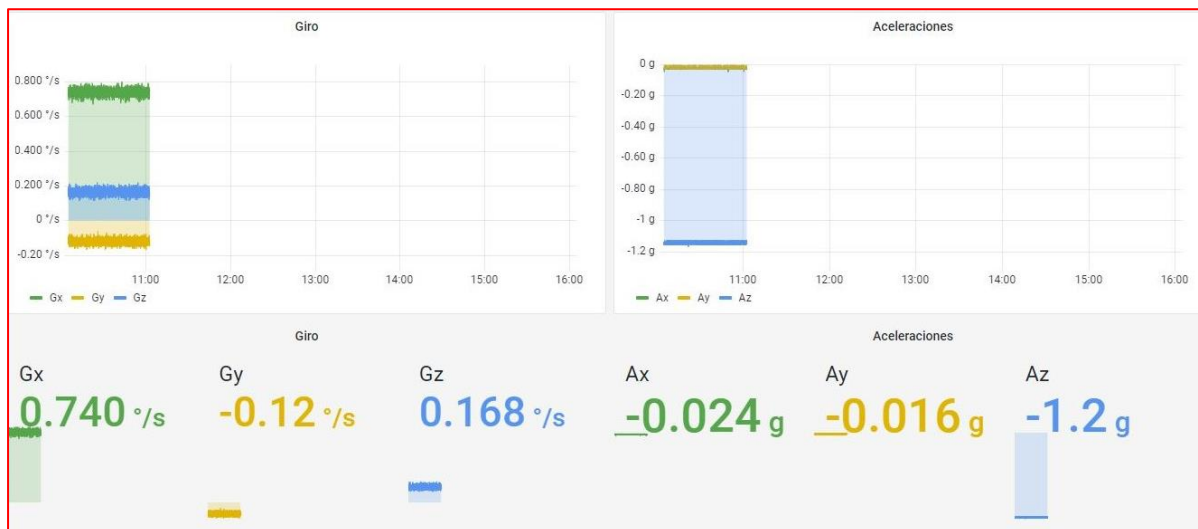 Giro
0.800 °/s
0.600 °/s
0.400 °/s
0.200 °/s
0 °/s
-0.20 °/s
11:00 12:00 13:00 14:00 15:00 16:00
Gx Gy Gz
Aceleraciones
0 g
-0.20 g
-0.40 g
-0.60 g
-0.80 g
-1 g
-1.2 g
11:00 12:00 13:00 14:00 15:00 16:00
Ax Ay Az
Giro
Gx Gy Gz
0.740 °/s -0.12 °/s 0.168 °/s
Aceleraciones
Ax Ay Az
-0.024 g -0.016 g -1.2 g